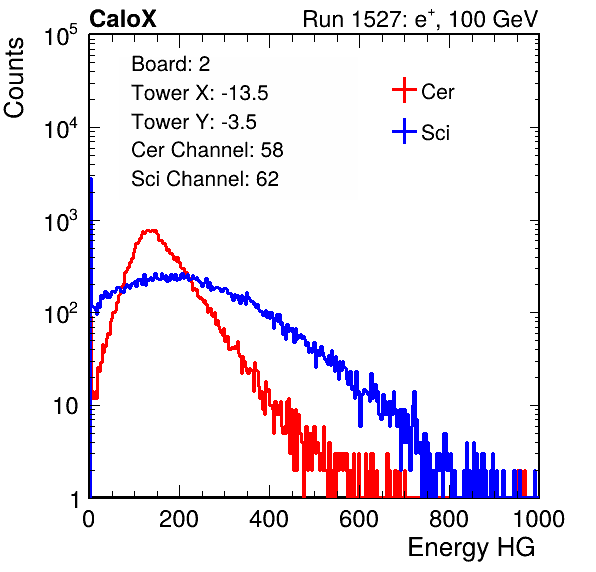 CaloX Run 1527: e⁺, 100 GeV
Board: 2
Tower X: -13.5
Tower Y: -3.5
Cer Channel: 58
Sci Channel: 62
Cer
Sci
Counts
10⁵
10⁴
10³
10²
10
1
0 200 400 600 800 1000
Energy HG